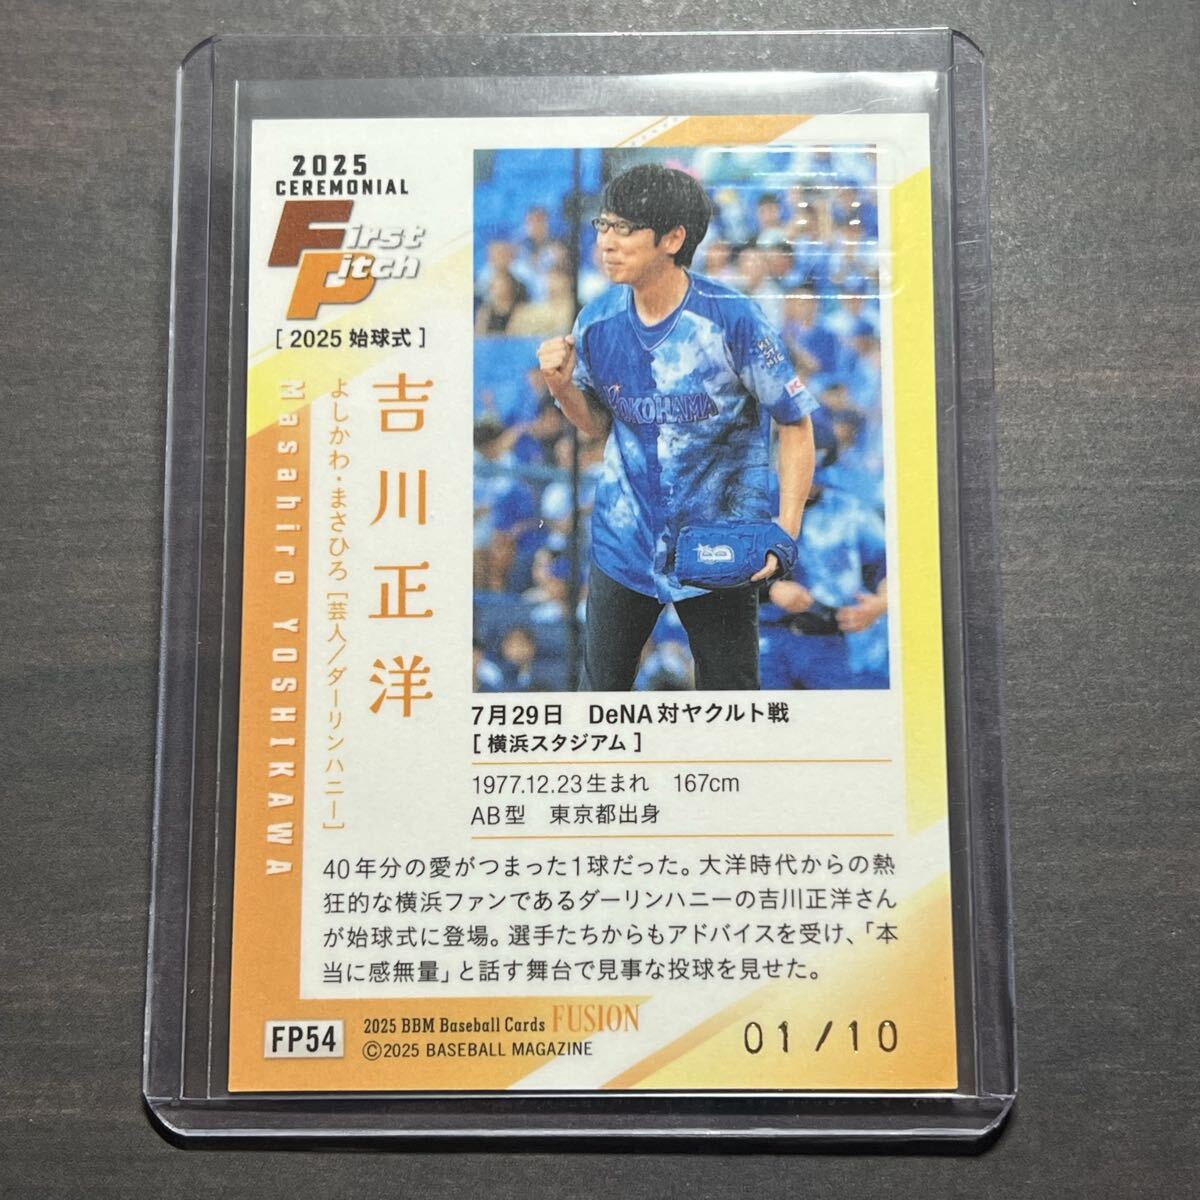 2025
CEREMONIAL
First
Pitch
[ 2025 始球式 ]
吉川正洋
よしかわ・まさひろ [芸人／ダーリンハニー]
Masahiro YOSHIKAWA
YOKOHAMA
7月29日　DeNA対ヤクルト戦
[ 横浜スタジアム ]
1977.12.23生まれ　167cm
AB型　東京都出身
40年分の愛がつまった1球だった。大洋時代からの熱
狂的な横浜ファンであるダーリンハニーの吉川正洋さん
が始球式に登場。選手たちからもアドバイスを受け、「本
当に感無量」と話す舞台で見事な投球を見せた。
FP54
2025 BBM Baseball Cards FUSION
©2025 BASEBALL MAGAZINE
01/10